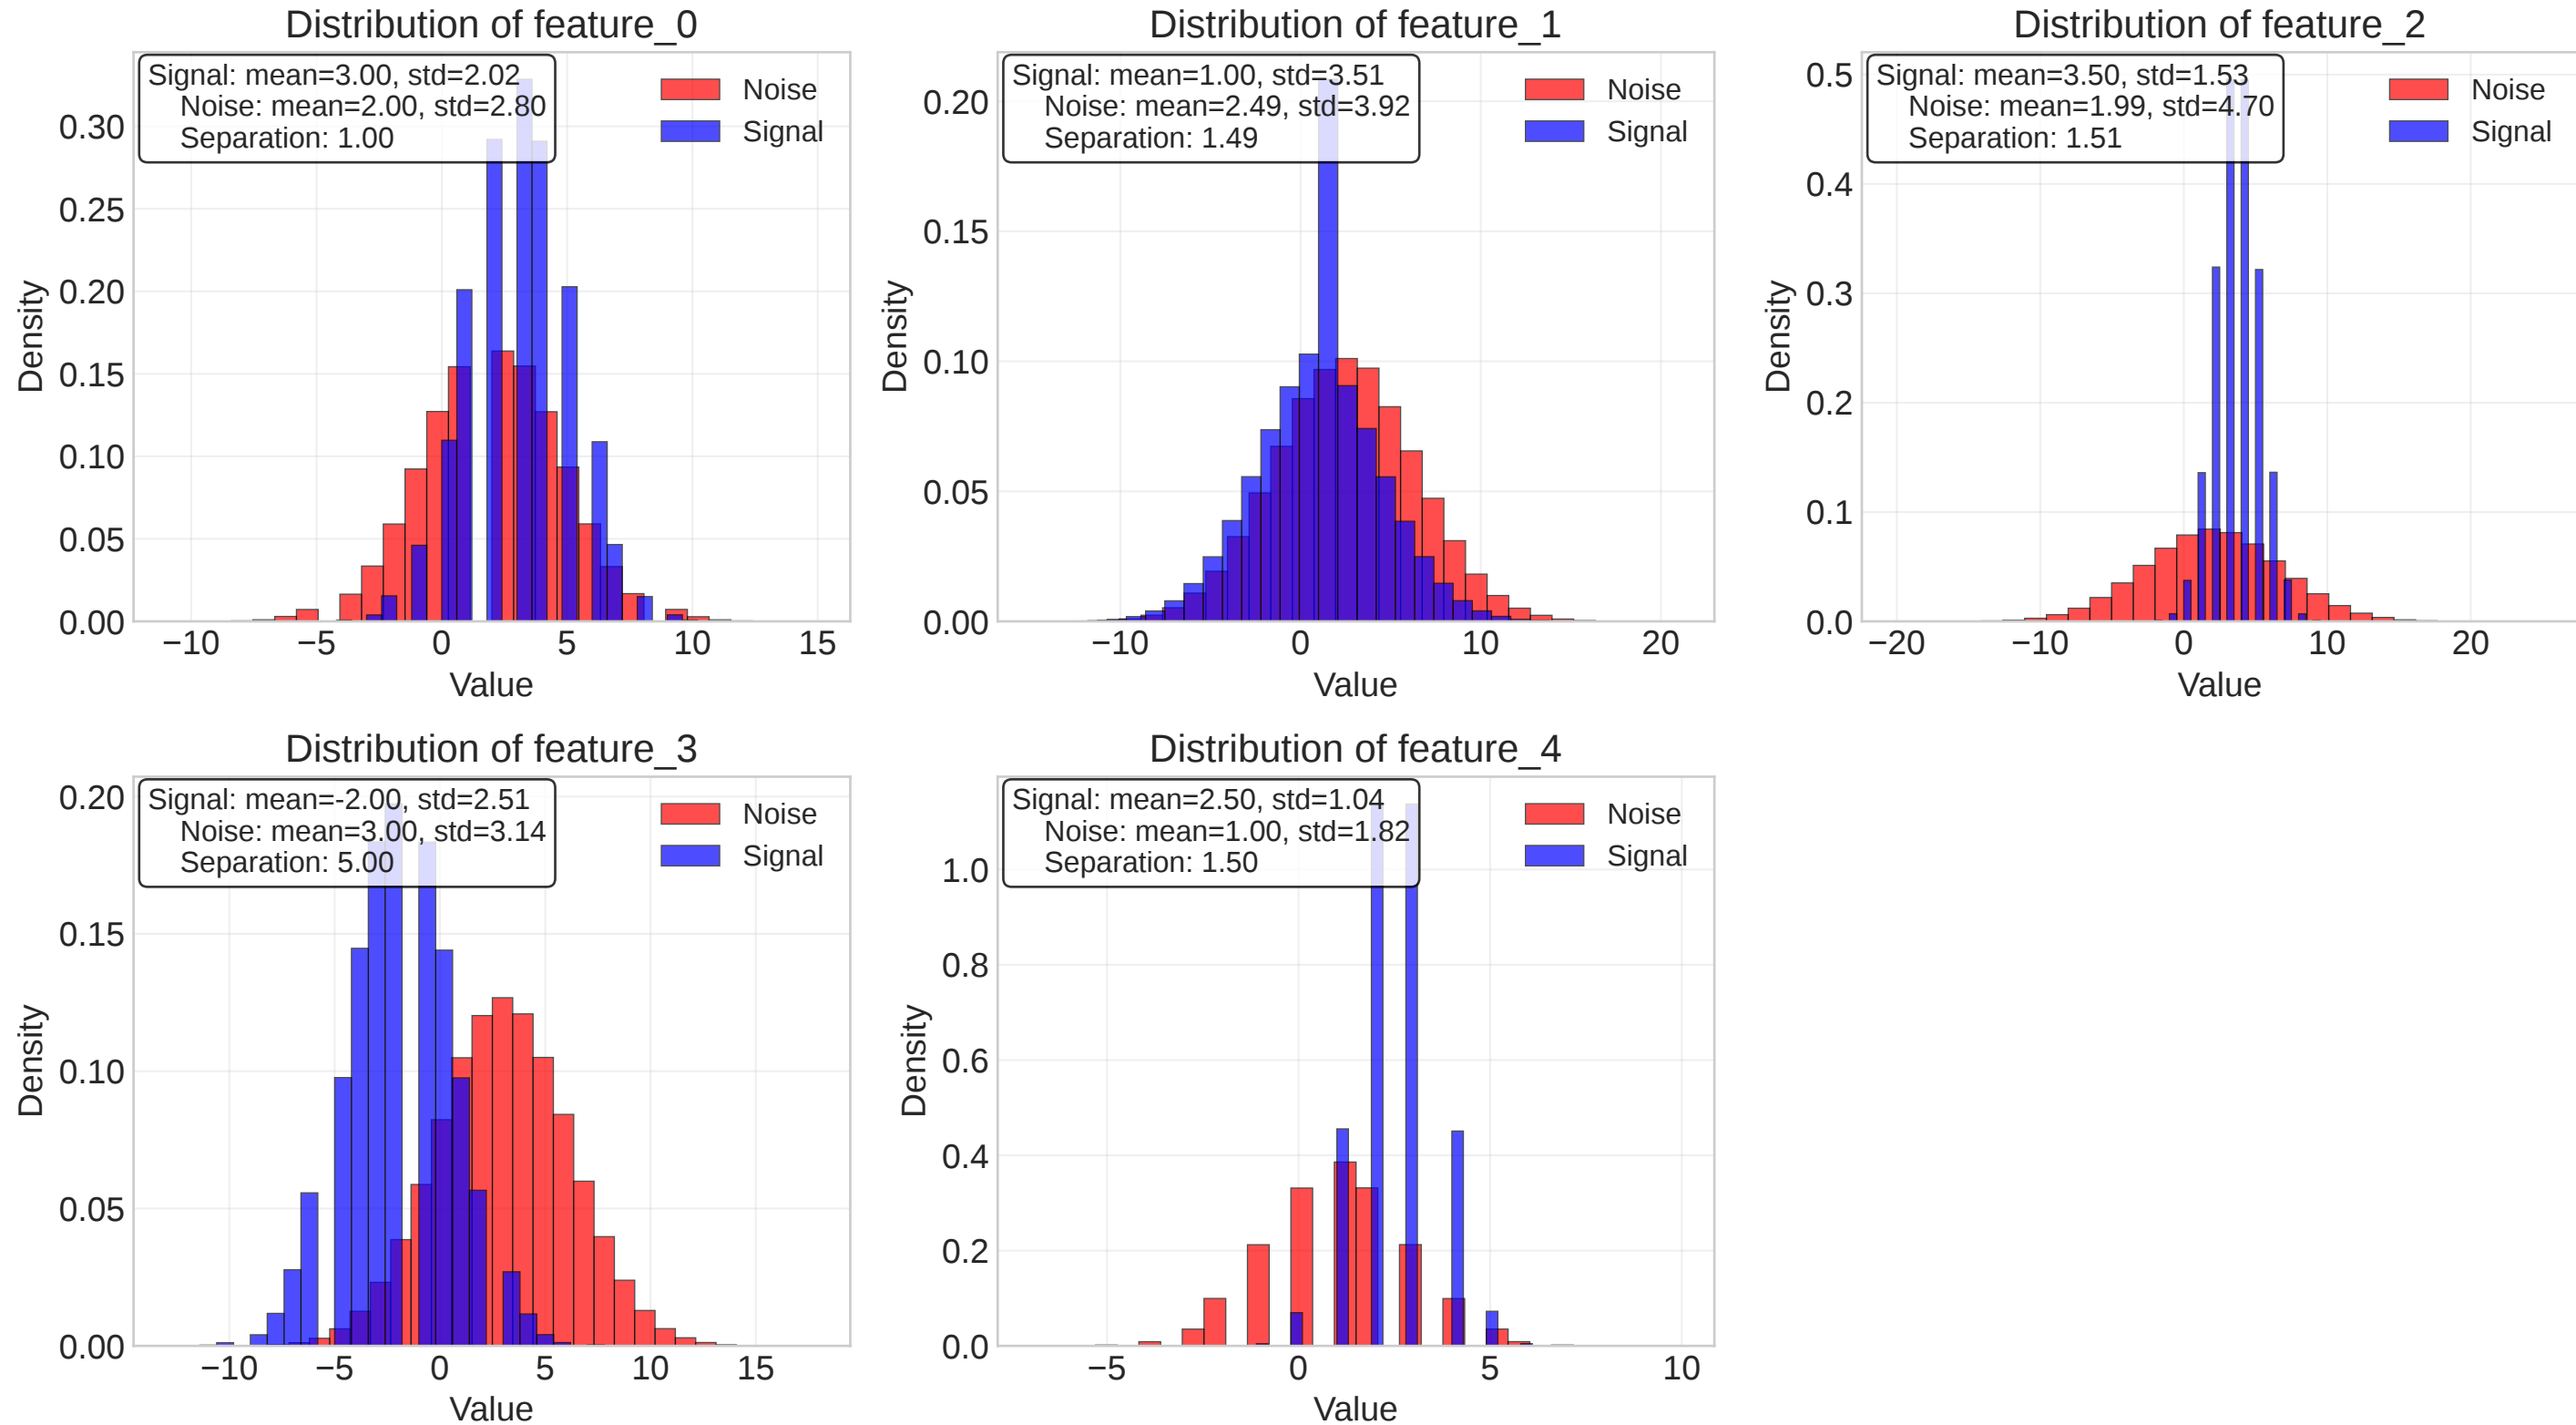 Distribution of feature_0
Signal: mean=3.00, std=2.02
Noise: mean=2.00, std=2.80
Separation: 1.00
Noise
Signal
Density
0.30
0.25
0.20
0.15
0.10
0.05
0.00
−10 −5 0 5 10 15
Value
Distribution of feature_1
Signal: mean=1.00, std=3.51
Noise: mean=2.49, std=3.92
Separation: 1.49
Noise
Signal
Density
0.20
0.15
0.10
0.05
0.00
−10 0 10 20
Value
Distribution of feature_2
Signal: mean=3.50, std=1.53
Noise: mean=1.99, std=4.70
Separation: 1.51
Noise
Signal
Density
0.5
0.4
0.3
0.2
0.1
0.0
−20 −10 0 10 20
Value
Distribution of feature_3
Signal: mean=-2.00, std=2.51
Noise: mean=3.00, std=3.14
Separation: 5.00
Noise
Signal
Density
0.20
0.15
0.10
0.05
0.00
−10 −5 0 5 10 15
Value
Distribution of feature_4
Signal: mean=2.50, std=1.04
Noise: mean=1.00, std=1.82
Separation: 1.50
Noise
Signal
Density
1.0
0.8
0.6
0.4
0.2
0.0
−5 0 5 10
Value